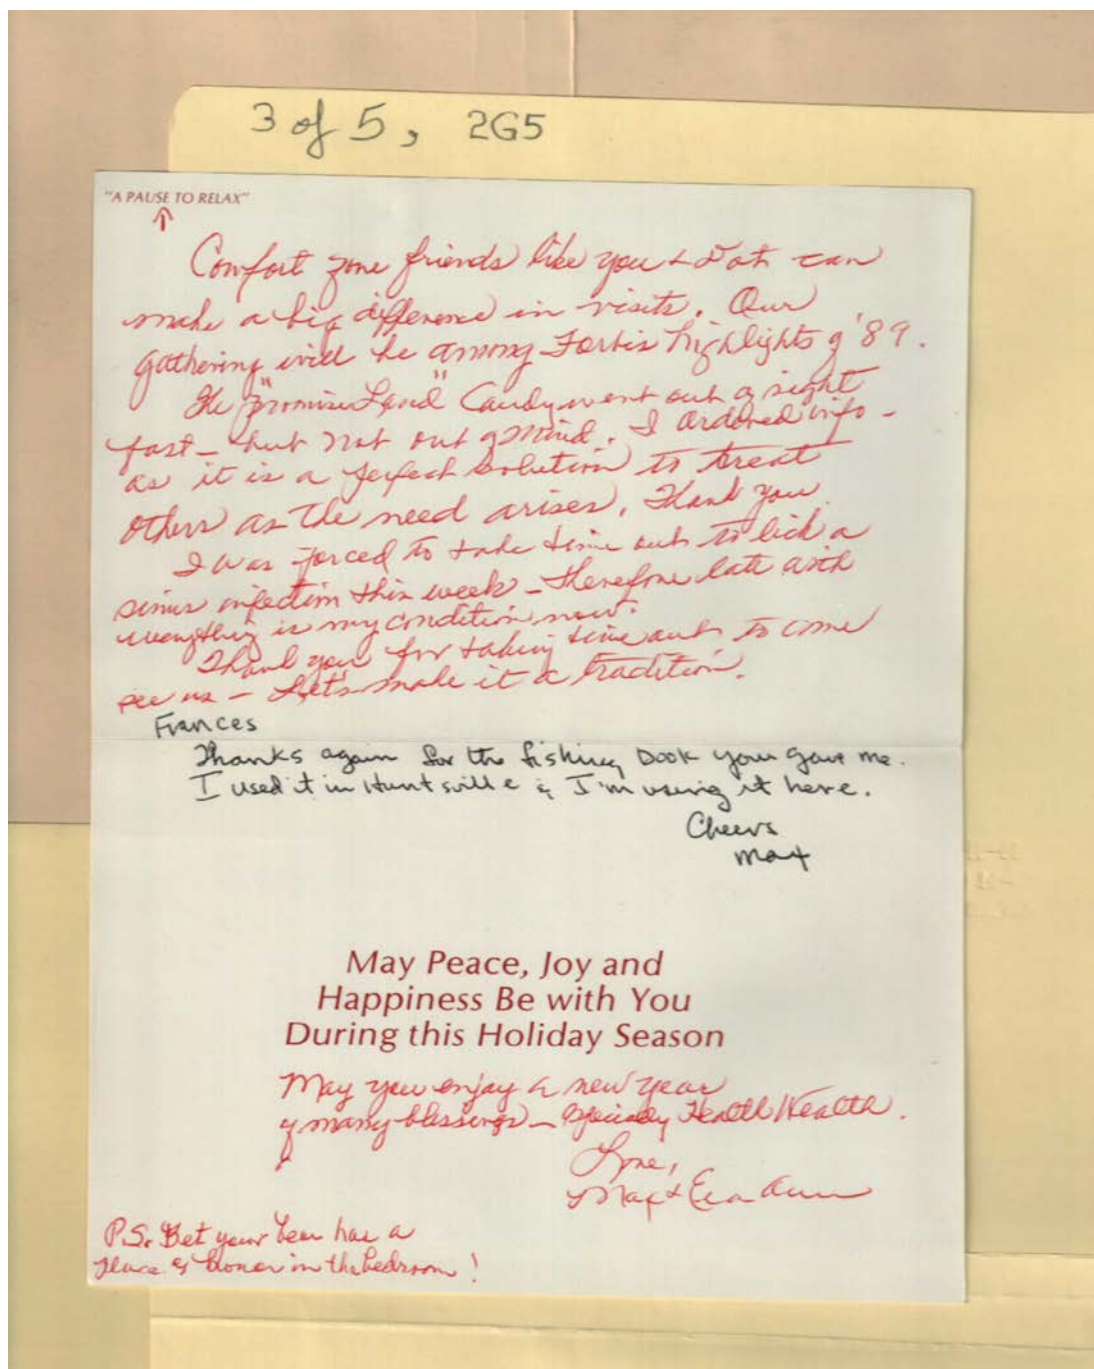 3 of 5, 2G5
"A PAUSE TO RELAX"
Comfort zone friends like you & Dot can
make a big difference in visits. Our
gathering will be among Forbis highlights of '89.
The "promise Land" Candy went out of sight
fast - but not out of mind. I ordered info -
as it is a perfect solution to treat
others as the need arises. Thank you
I was forced to take time out to lick a
sinus infection this week - therefore late with
everything is my condition now.
Thank you for taking time out to come
see us - Let's make it a tradition.
Frances
Thanks again for the fishing book you gave me.
I used it in Huntsville & I'm using it here.
Cheers
Max
May Peace, Joy and
Happiness Be with You
During this Holiday Season
May you enjoy a new year
of many blessings - especially Health Wealth.
Love,
Max & Eva Ann
P.S. Bet your bear has a
place of honor in the bedroom!